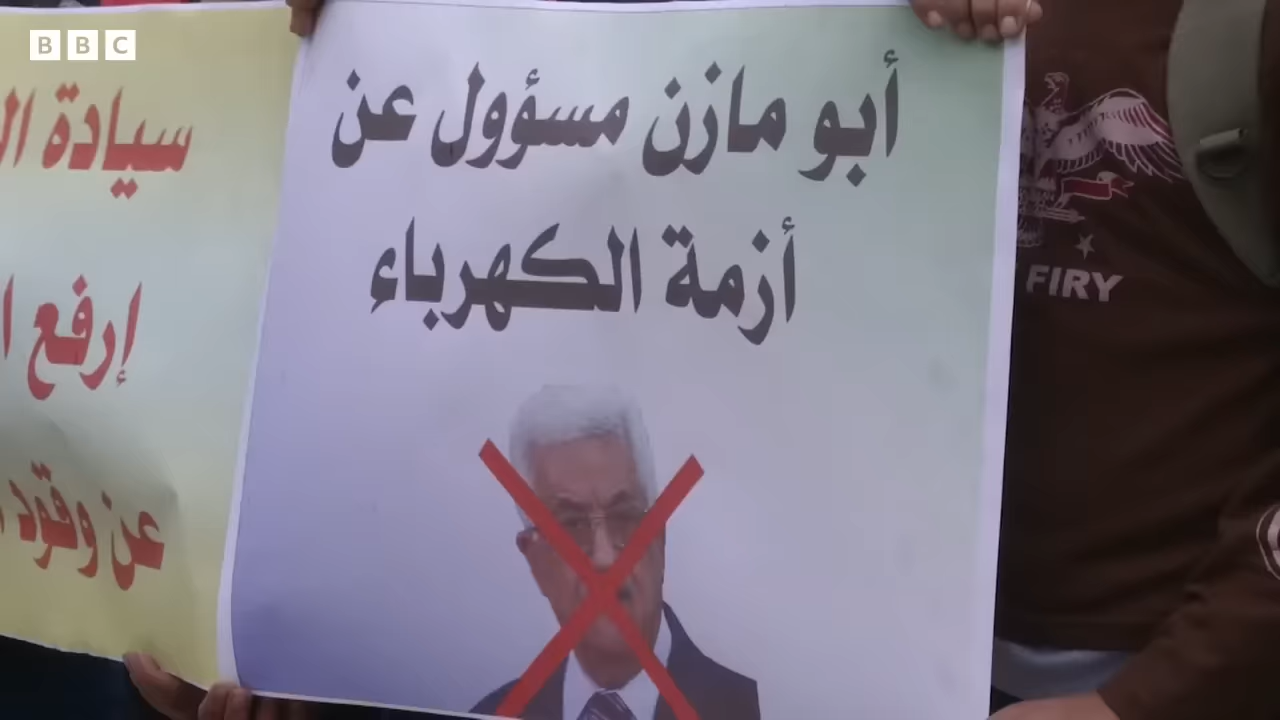 BBC
أبو مازن مسؤول عن
أزمة الكهرباء
سيادة
إرفع
عن وقود
FIRY